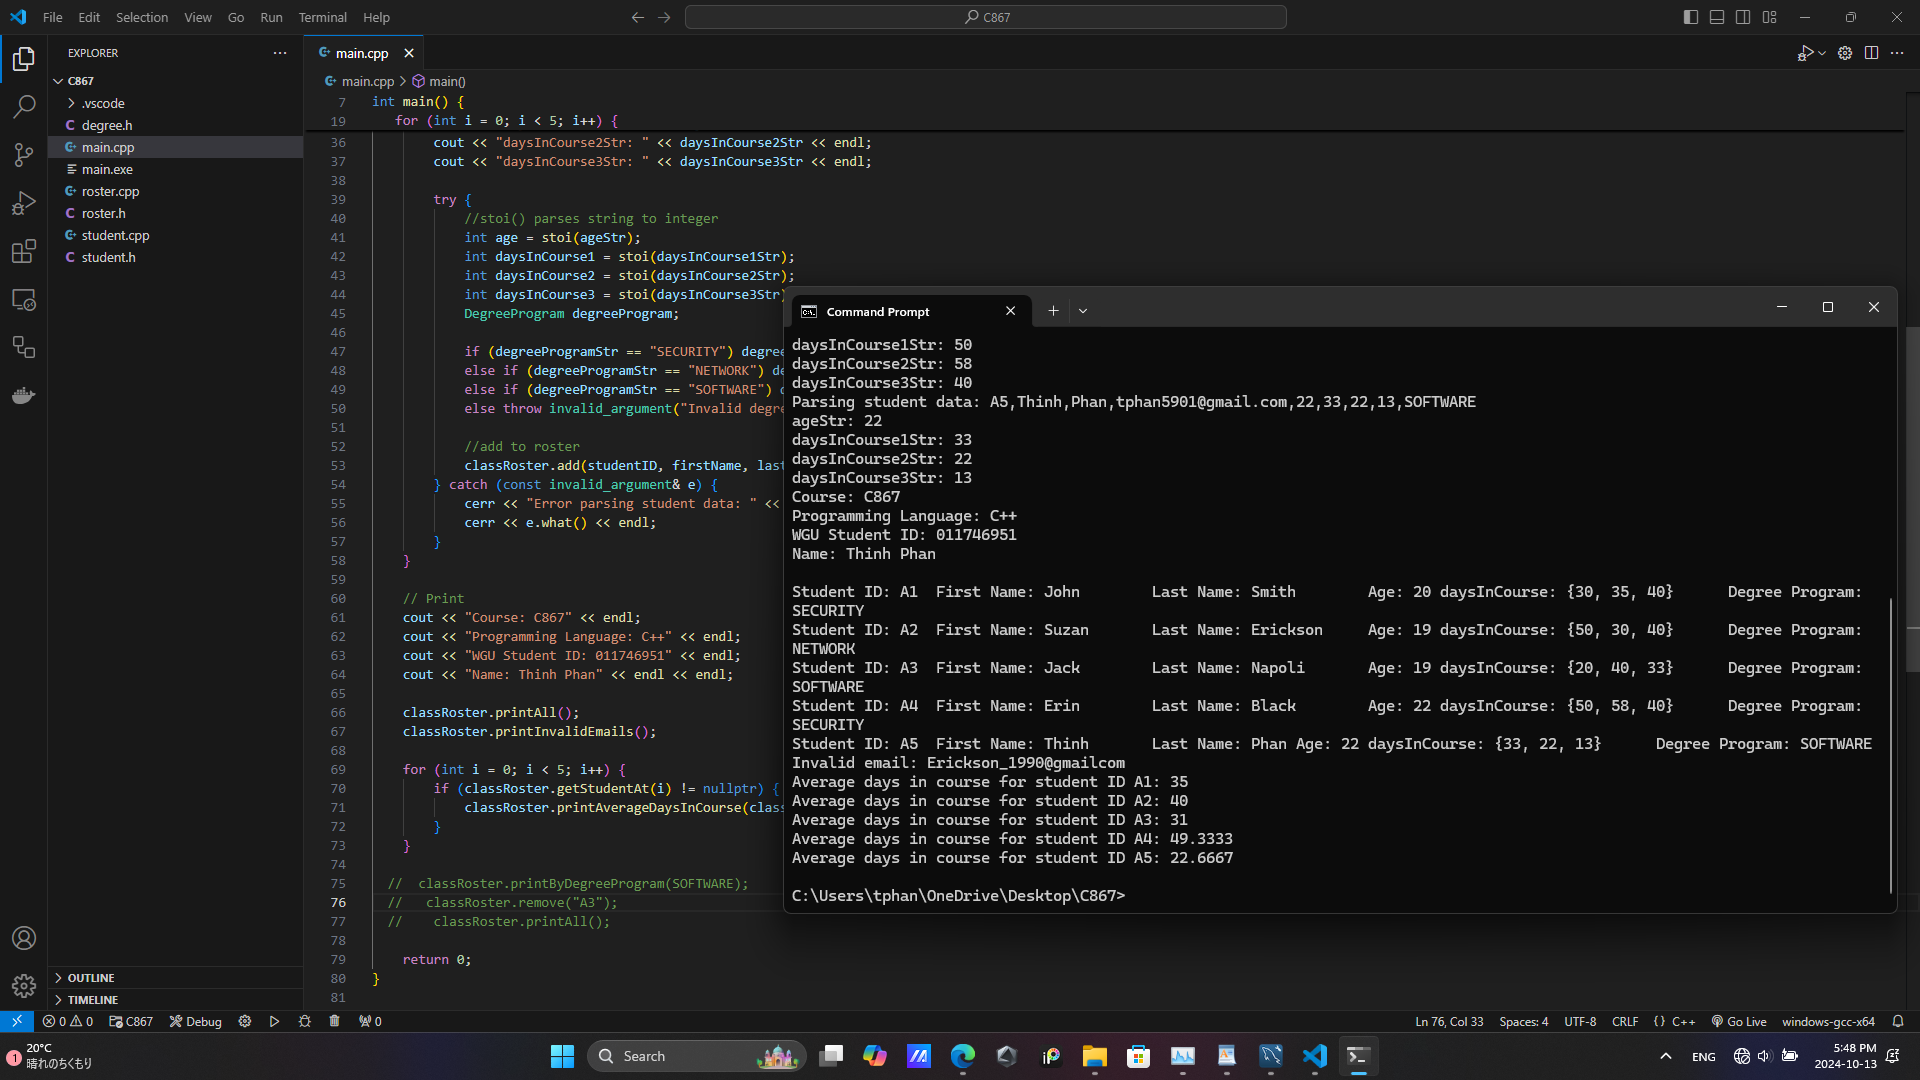 File Edit Selection View Go Run Terminal Help
C867
EXPLORER
main.cpp
C867
.vscode
degree.h
main.cpp
main.exe
roster.cpp
roster.h
student.cpp
student.h
OUTLINE
TIMELINE
main.cpp > main()
7 int main() {
19 for (int i = 0; i < 5; i++) {
36 cout << "daysInCourse2Str: " << daysInCourse2Str << endl;
37 cout << "daysInCourse3Str: " << daysInCourse3Str << endl;
38
39 try {
40 //stoi() parses string to integer
41 int age = stoi(ageStr);
42 int daysInCourse1 = stoi(daysInCourse1Str);
43 int daysInCourse2 = stoi(daysInCourse2Str);
44 int daysInCourse3 = stoi(daysInCourse3Str)
45 DegreeProgram degreeProgram;
46
47 if (degreeProgramStr == "SECURITY") degree
48 else if (degreeProgramStr == "NETWORK") de
49 else if (degreeProgramStr == "SOFTWARE") d
50 else throw invalid_argument("Invalid degre
51
52 //add to roster
53 classRoster.add(studentID, firstName, last
54 } catch (const invalid_argument& e) {
55 cerr << "Error parsing student data: " <<
56 cerr << e.what() << endl;
57 }
58 }
59
60 // Print
61 cout << "Course: C867" << endl;
62 cout << "Programming Language: C++" << endl;
63 cout << "WGU Student ID: 011746951" << endl;
64 cout << "Name: Thinh Phan" << endl << endl;
65
66 classRoster.printAll();
67 classRoster.printInvalidEmails();
68
69 for (int i = 0; i < 5; i++) {
70 if (classRoster.getStudentAt(i) != nullptr) {
71 classRoster.printAverageDaysInCourse(clas
72 }
73 }
74
75 // classRoster.printByDegreeProgram(SOFTWARE);
76 // classRoster.remove("A3");
77 // classRoster.printAll();
78
79 return 0;
80 }
81
Command Prompt
daysInCourse1Str: 50
daysInCourse2Str: 58
daysInCourse3Str: 40
Parsing student data: A5,Thinh,Phan,tphan5901@gmail.com,22,33,22,13,SOFTWARE
ageStr: 22
daysInCourse1Str: 33
daysInCourse2Str: 22
daysInCourse3Str: 13
Course: C867
Programming Language: C++
WGU Student ID: 011746951
Name: Thinh Phan
Student ID: A1 First Name: John Last Name: Smith Age: 20 daysInCourse: {30, 35, 40} Degree Program:
SECURITY
Student ID: A2 First Name: Suzan Last Name: Erickson Age: 19 daysInCourse: {50, 30, 40} Degree Program:
NETWORK
Student ID: A3 First Name: Jack Last Name: Napoli Age: 19 daysInCourse: {20, 40, 33} Degree Program:
SOFTWARE
Student ID: A4 First Name: Erin Last Name: Black Age: 22 daysInCourse: {50, 58, 40} Degree Program:
SECURITY
Student ID: A5 First Name: Thinh Last Name: Phan Age: 22 daysInCourse: {33, 22, 13} Degree Program: SOFTWARE
Invalid email: Erickson_1990@gmailcom
Average days in course for student ID A1: 35
Average days in course for student ID A2: 40
Average days in course for student ID A3: 31
Average days in course for student ID A4: 49.3333
Average days in course for student ID A5: 22.6667
C:\Users\tphan\OneDrive\Desktop\C867>
0 0 C867 Debug 0 Ln 76, Col 33 Spaces: 4 UTF-8 CRLF {} C++ Go Live windows-gcc-x64
1 20°C
晴れのちくもり
Search
ENG
5:48 PM
2024-10-13